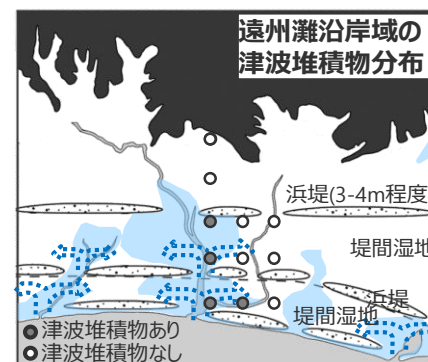 遠州灘沿岸域の
津波堆積物分布
浜堤(3-4m程度
堤間湿地
浜堤
堤間湿地
津波堆積物あり
津波堆積物なし